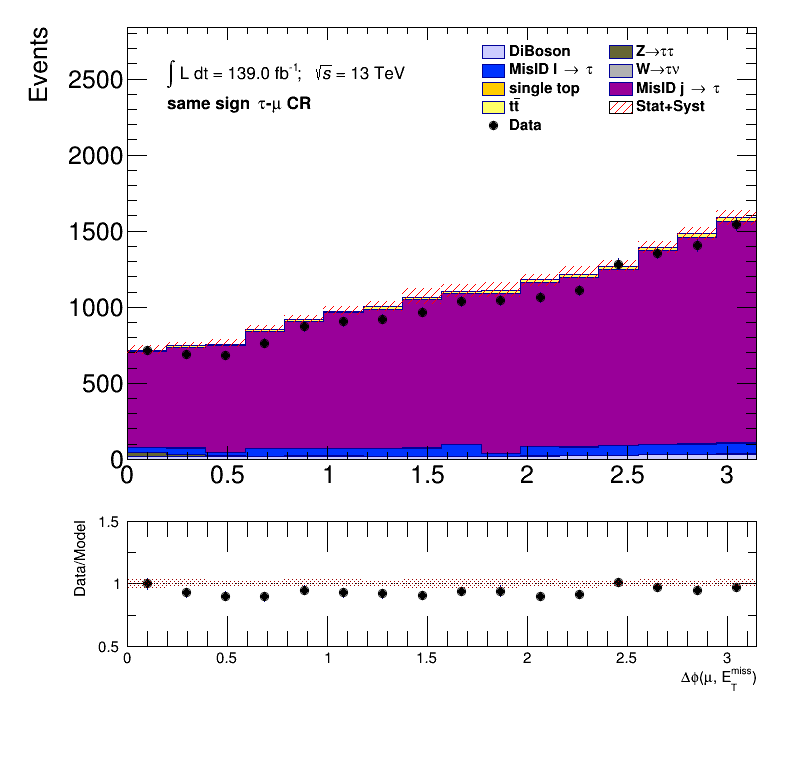 Events
2500
2000
1500
1000
500
0
∫ L dt = 139.0 fb⁻¹; √s = 13 TeV
same sign τ-μ CR
DiBoson
MisID l → τ
single top
tt̄
Data
Z→ττ
W→τν
MisID j → τ
Stat+Syst
0 0.5 1 1.5 2 2.5 3
Data/Model
1.5
1
0.5
0 0.5 1 1.5 2 2.5 3
Δϕ(μ, E_T^miss)